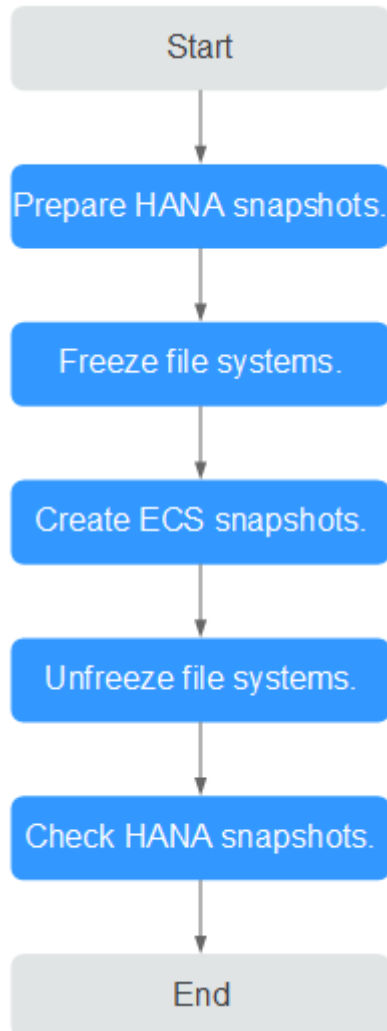 Start
Prepare HANA snapshots.
Freeze file systems.
Create ECS snapshots.
Unfreeze file systems.
Check HANA snapshots.
End